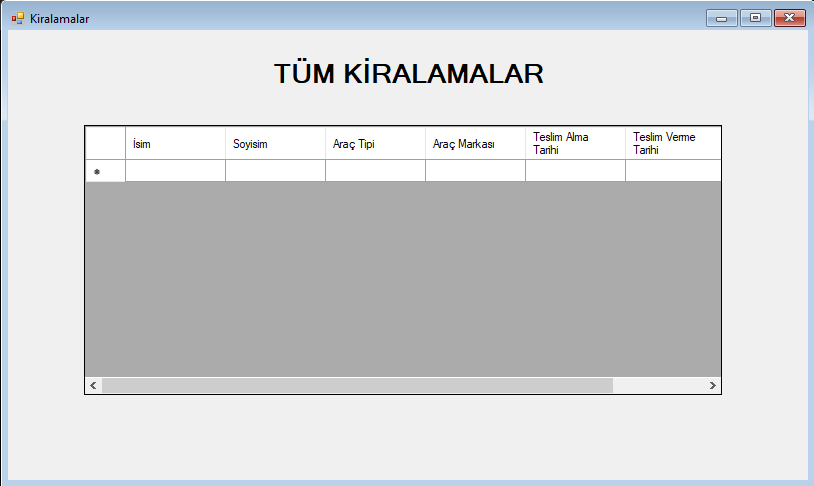 Kiralamalar
TÜM KİRALAMALAR
İsim Soyisim Araç Tipi Araç Markası Teslim Alma Tarihi Teslim Verme Tarihi